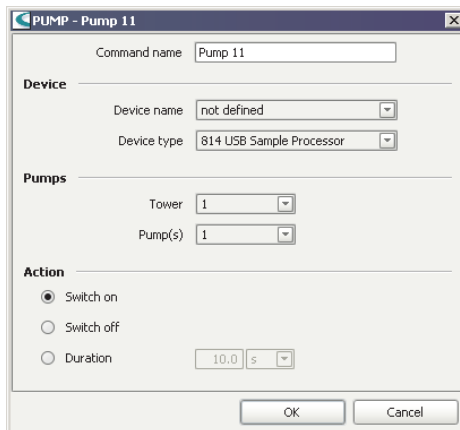 PUMP - Pump 11
Command name Pump 11
Device
Device name not defined
Device type 814 USB Sample Processor
Pumps
Tower 1
Pump(s) 1
Action
Switch on
Switch off
Duration 10.0 s
OK Cancel